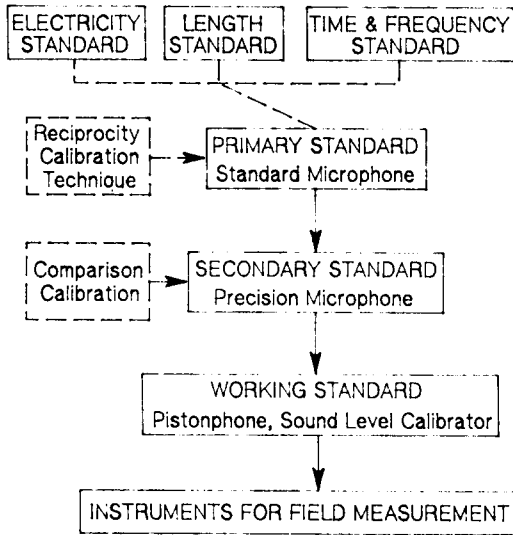 ELECTRICITY
STANDARD
LENGTH
STANDARD
TIME & FREQUENCY
STANDARD
Reciprocity
Calibration
Technique
PRIMARY STANDARD
Standard Microphone
Comparison
Calibration
SECONDARY STANDARD
Precision Microphone
WORKING STANDARD
Pistonphone, Sound Level Calibrator
INSTRUMENTS FOR FIELD MEASUREMENT